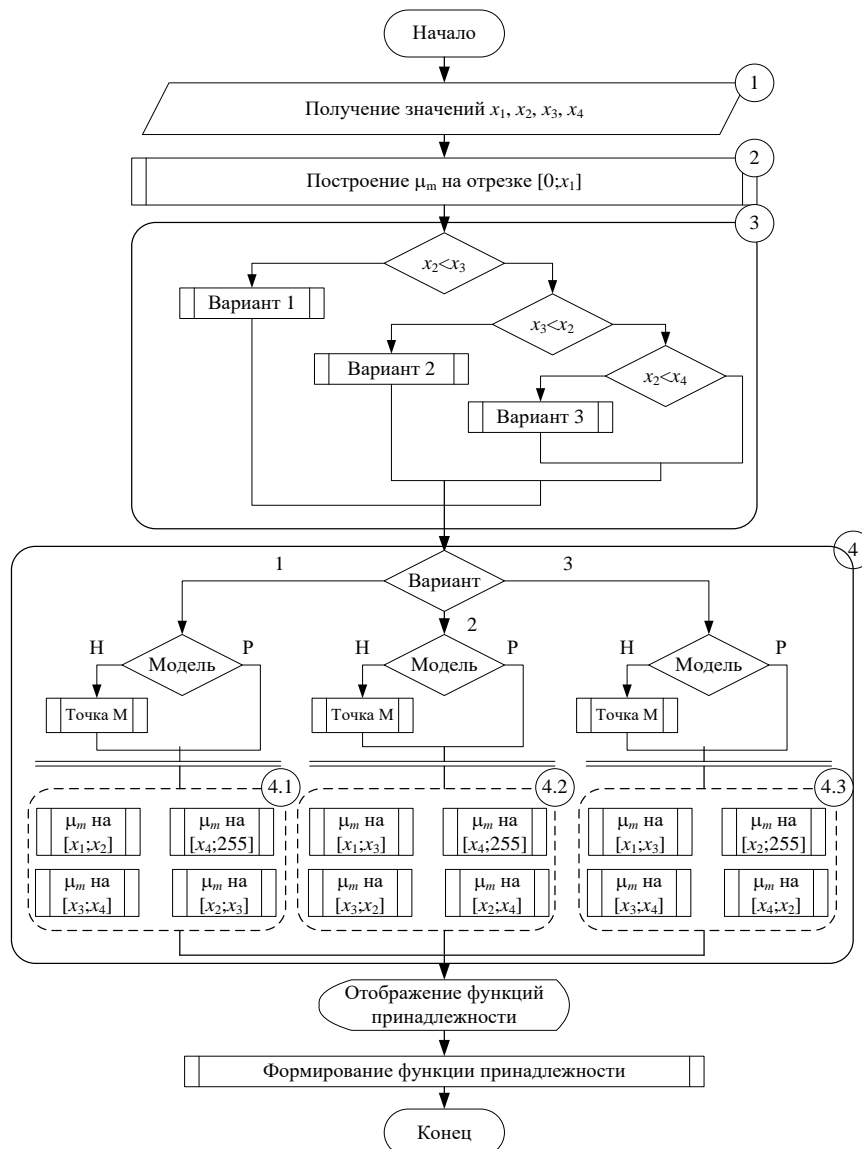 Начало
1
Получение значений x1, x2, x3, x4
2
Построение μm на отрезке [0;x1]
3
x2<x3
Вариант 1
x3<x2
Вариант 2
x2<x4
Вариант 3
4
1
Вариант
3
2
Н
Модель
Р
Н
Модель
Р
Н
Модель
Р
Точка М
Точка М
Точка М
4.1
4.2
4.3
μm на
[x1;x2]
μm на
[x4;255]
μm на
[x3;x4]
μm на
[x2;x3]
μm на
[x1;x3]
μm на
[x4;255]
μm на
[x3;x2]
μm на
[x2;x4]
μm на
[x1;x3]
μm на
[x2;255]
μm на
[x3;x4]
μm на
[x4;x2]
Отображение функций
принадлежности
Формирование функции принадлежности
Конец